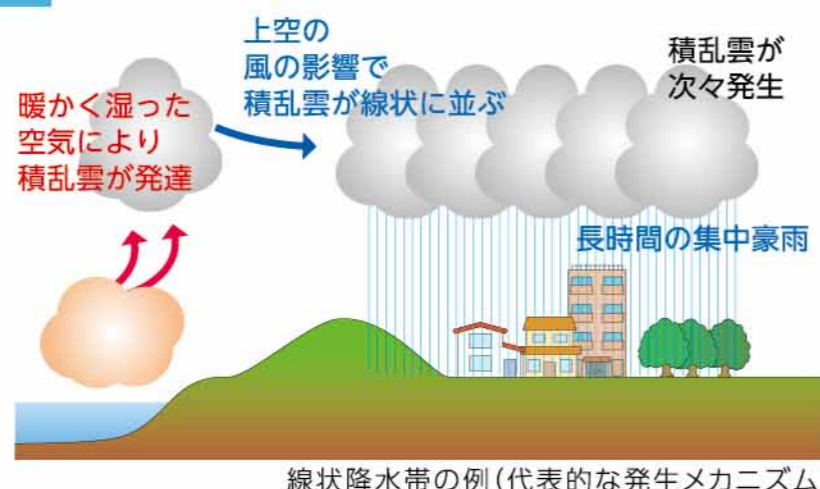 上空の
風の影響で
積乱雲が線状に並ぶ
積乱雲が
次々発生
暖かく湿った
空気により
積乱雲が発達
長時間の集中豪雨
線状降水帯の例(代表的な発生メカニズム